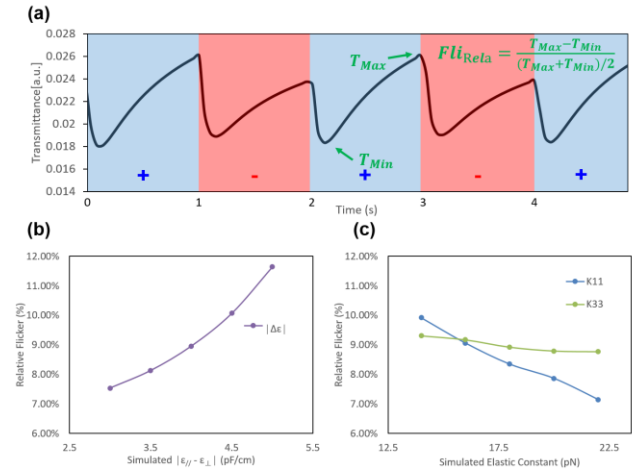 (a)
0.028
0.026
0.024
0.022
0.02
0.018
0.016
0.014
Transmittance[a.u.]
T_Max
Fli_Rela = (T_Max − T_Min) / ((T_Max + T_Min)/2)
T_Min
+ - + - +
0 1 2 3 4
Time (s)
(b)
12.00%
11.00%
10.00%
9.00%
8.00%
7.00%
6.00%
Relative Flicker (%)
|Δε|
2.5 3.5 4.5 5.5
Simulated |ε// - ε⊥| (pF/cm)
(c)
12.00%
11.00%
10.00%
9.00%
8.00%
7.00%
6.00%
Relative Flicker (%)
K11
K33
12.5 17.5 22.5
Simulated Elastic Constant (pN)